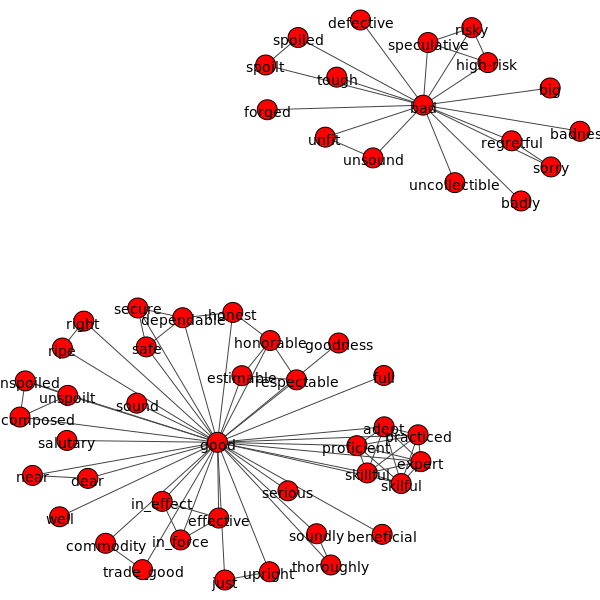 defective
risky
spoiled
speculative
high-risk
spoilt
tough
big
bad
forged
badnes
unfit
regretful
unsound
sorry
uncollectible
badly
secure
dependable
honest
right
honorable
goodness
ripe
safe
estimable
respectable
full
nspoiled
unspoilt
sound
composed
adept
practiced
salutary
good
proficient
expert
near
dear
skillful
skilful
serious
in_effect
well
effective
soundly
beneficial
commodity
in_force
trade_good
just
upright
thoroughly